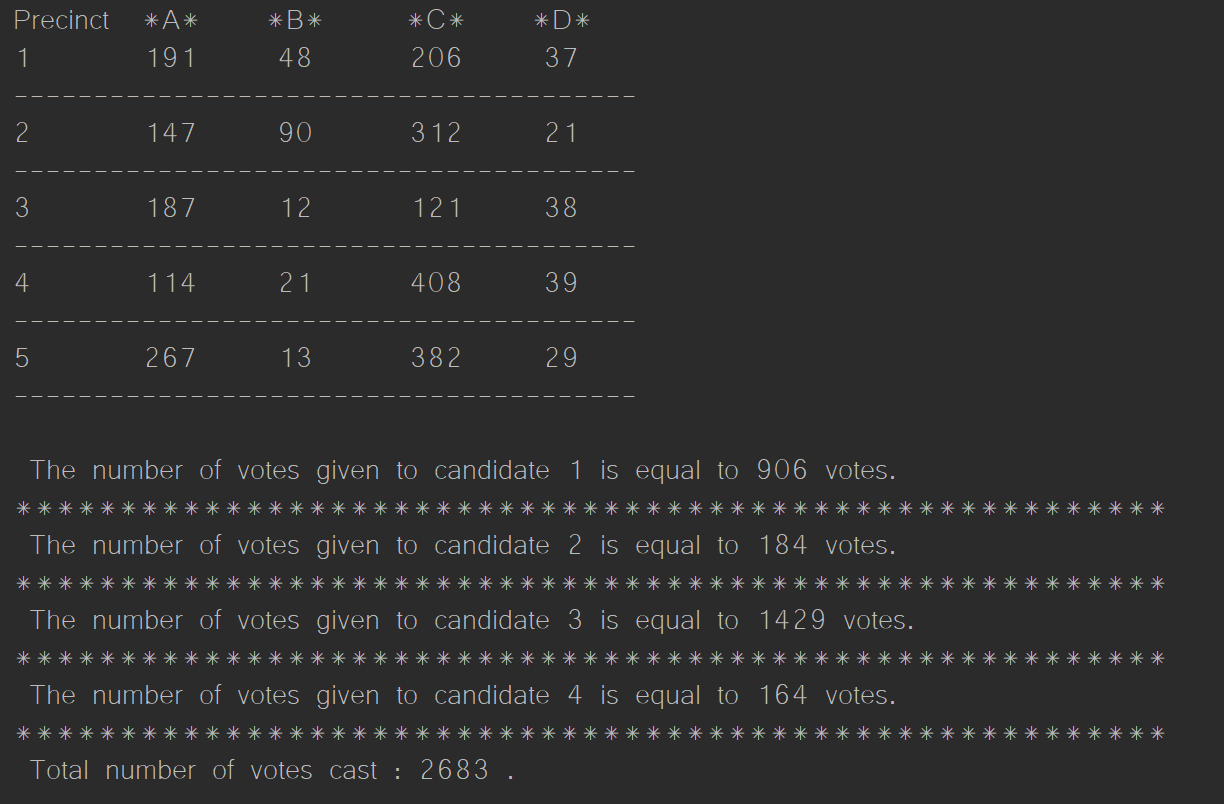 Precinct *A* *B* *C* *D*
1 191 48 206 37
---------------------------------------
2 147 90 312 21
---------------------------------------
3 187 12 121 38
---------------------------------------
4 114 21 408 39
---------------------------------------
5 267 13 382 29
---------------------------------------
The number of votes given to candidate 1 is equal to 906 votes.
*******************************************************
The number of votes given to candidate 2 is equal to 184 votes.
*******************************************************
The number of votes given to candidate 3 is equal to 1429 votes.
*******************************************************
The number of votes given to candidate 4 is equal to 164 votes.
*******************************************************
Total number of votes cast : 2683 .